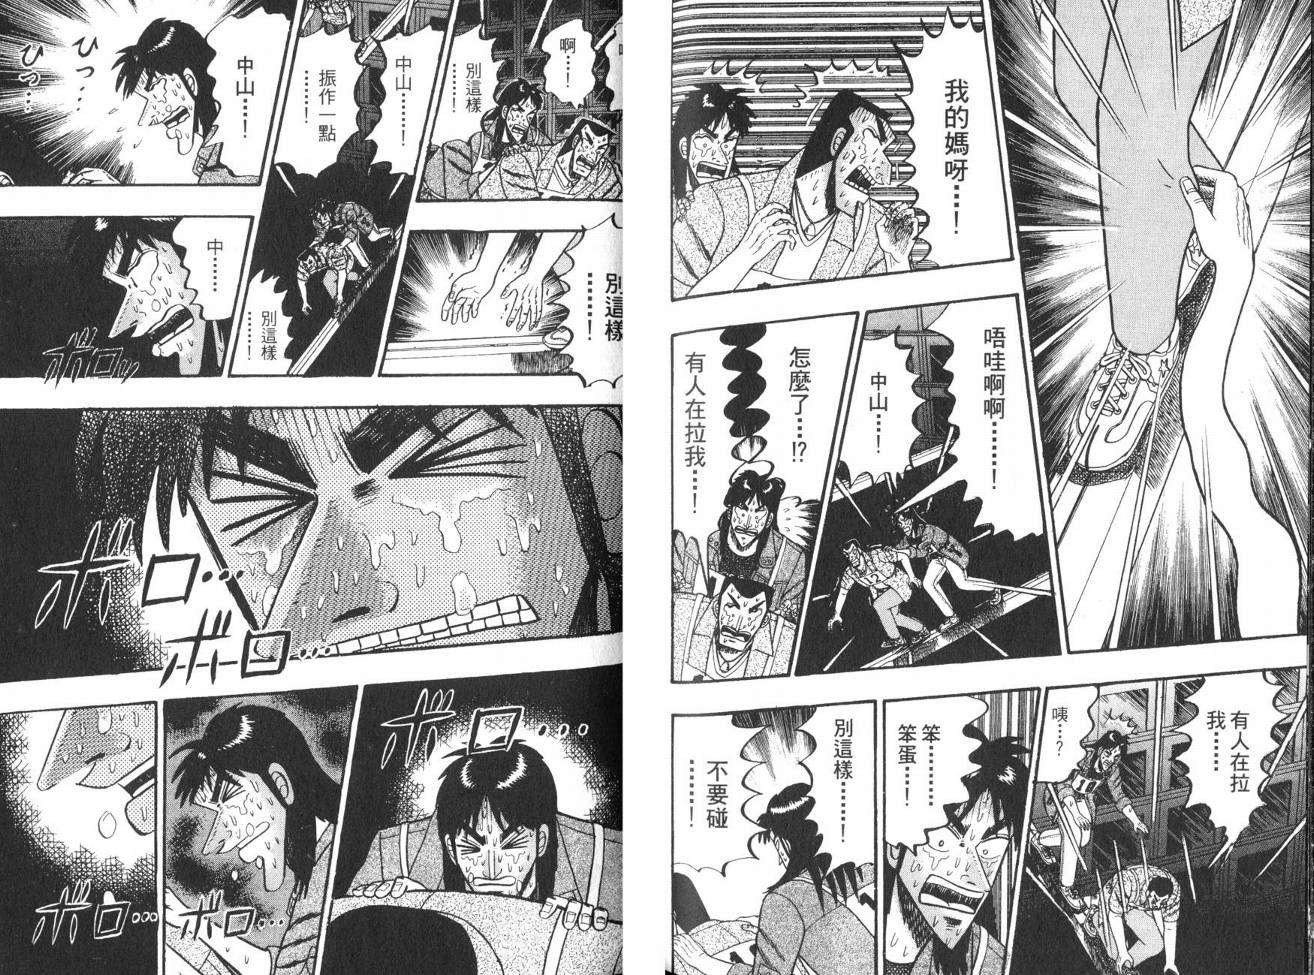 我的媽呀…！
唔哇啊啊……！
中山…！
怎麼了…!?
有人在拉我…！
有人在拉
我……
咦…?
11
笨…
笨蛋…！
別這樣………！
不要碰
……！
啊…！
別這樣
……！
中山……！
振作一點
……！
中山…！
ひっ…
ひっ…
別這樣
……！
別這樣
……！
中……
ボロ…
ボロ…
ボロ…
ボロ…
ボロ…
ボロ…